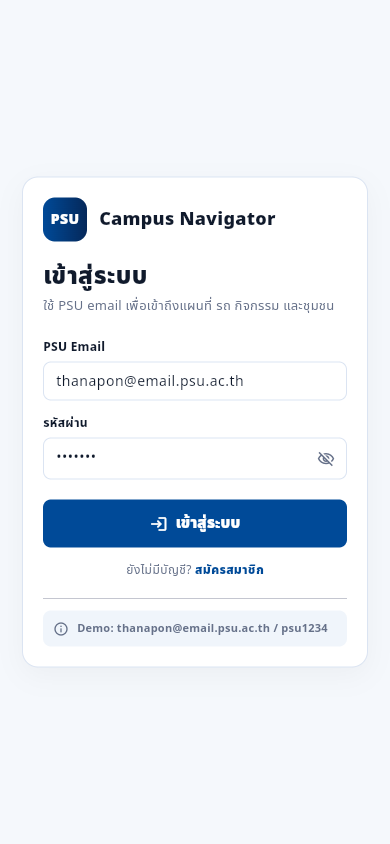 PSU
Campus Navigator
เข้าสู่ระบบ
ใช้ PSU email เพื่อเข้าถึงแผนที่ รถ กิจกรรม และชุมชน
PSU Email
thanapon@email.psu.ac.th
รหัสผ่าน
•••••••
เข้าสู่ระบบ
ยังไม่มีบัญชี? สมัครสมาชิก
Demo: thanapon@email.psu.ac.th / psu1234